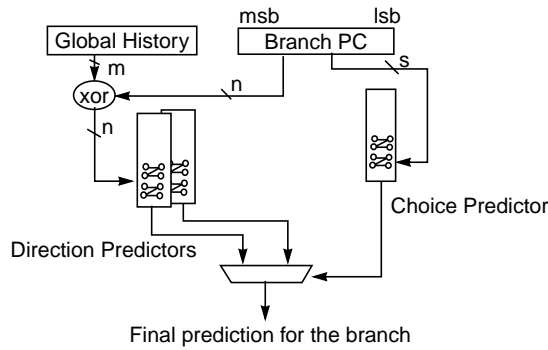 msb lsb
Global History Branch PC
m s
xor n
n
Choice Predictor
Direction Predictors
Final prediction for the branch